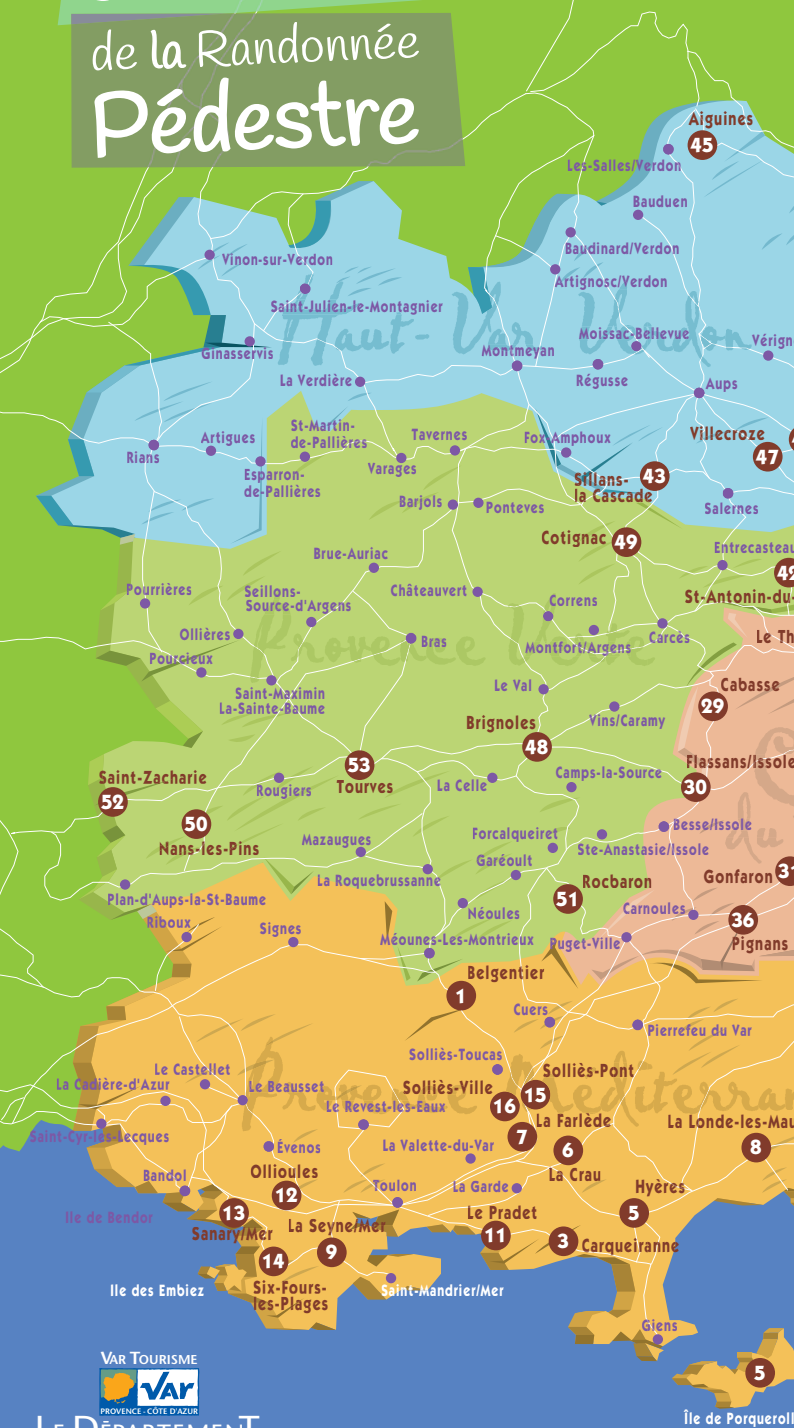 de la Randonnée
Pédestre
Aiguines
45
Les-Salles/Verdon
Bauduen
Baudinard/Verdon
Vinon-sur-Verdon
Artignosc/Verdon
Saint-Julien-le-Montagnier
Haut-Var Verdon
Moissac-Bellevue
Ginasservis
Montmeyan
La Verdière
Régusse
Aups
Villecroze
47
St-Martin-
de-Pallières
Tavernes
Fox Amphoux
Artigues
Rians
Varages
Esparron-
de-Pallières
Sillans-
la Cascade
43
Barjols
Ponteves
Salernes
Cotignac
49
Brue-Auriac
42
Pourrières
Seillons-
Source-d'Argens
Châteauvert
Correns
Ollières
Provence Verte
Bras
Montfort/Argens
Carcès
Pourcieux
Saint-Maximin
La-Sainte-Baume
Le Val
Cabasse
29
Brignoles
48
Vins/Caramy
53
Tourves
Flassans/Issole
30
Saint-Zacharie
52
Rougiers
La Celle
Camps-la-Source
50
Nans-les-Pins
Mazaugues
Forcalqueiret
Besse/Issole
Ste-Anastasie/Issole
Garéoult
La Roquebrussanne
Gonfaron
31
Rocbaron
51
Plan-d'Aups-la-St-Baume
Néoules
Carnoules
36
Pignans
Riboux
Signes
Méounes-Les-Montrieux
Puget-Ville
Belgentier
1
Cuers
Pierrefeu du Var
Solliès-Toucas
Le Castellet
La Cadière-d'Azur
Le Beausset
Solliès-Pont
15
Solliès-Ville
16
Le Revest-les-Eaux
La Farlède
7
Saint-Cyr-les-Lecques
Évenos
La Valette-du-Var
6
La Crau
8
Bandol
Ollioules
12
Toulon
La Garde
Hyères
5
Ile de Bendor
13
Sanary/Mer
La Seyne/Mer
9
Le Pradet
11
3
Carqueiranne
14
Six-Fours-
les-Plages
Ile des Embiez
Saint-Mandrier/Mer
Giens
5
VAR TOURISME
VAR
PROVENCE - CÔTE D'AZUR
LE DÉPARTEMENT